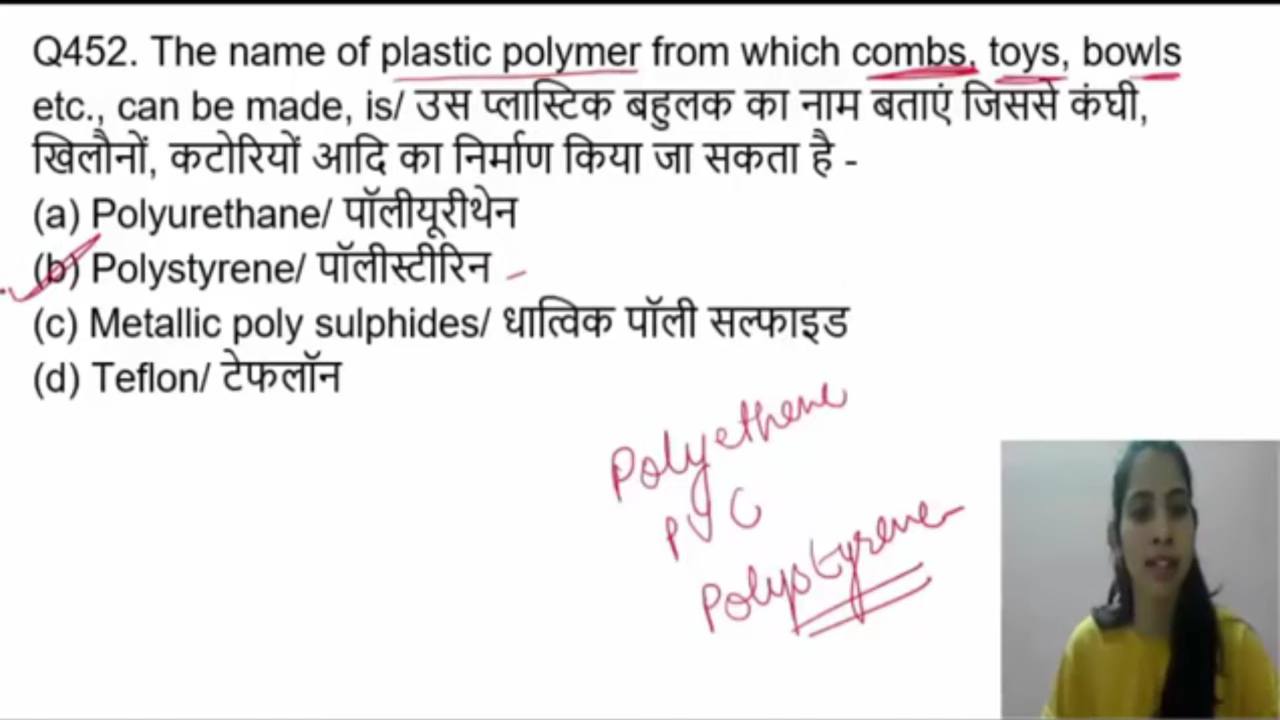 Q452. The name of plastic polymer from which combs, toys, bowls
etc., can be made, is/ उस प्लास्टिक बहुलक का नाम बताएं जिससे कंघी,
खिलौनों, कटोरियों आदि का निर्माण किया जा सकता है -
(a) Polyurethane/ पॉलीयूरीथेन
(b) Polystyrene/ पॉलीस्टीरिन
(c) Metallic poly sulphides/ धात्विक पॉली सल्फाइड
(d) Teflon/ टेफलॉन
Polyethene
PVC
Polystyrene